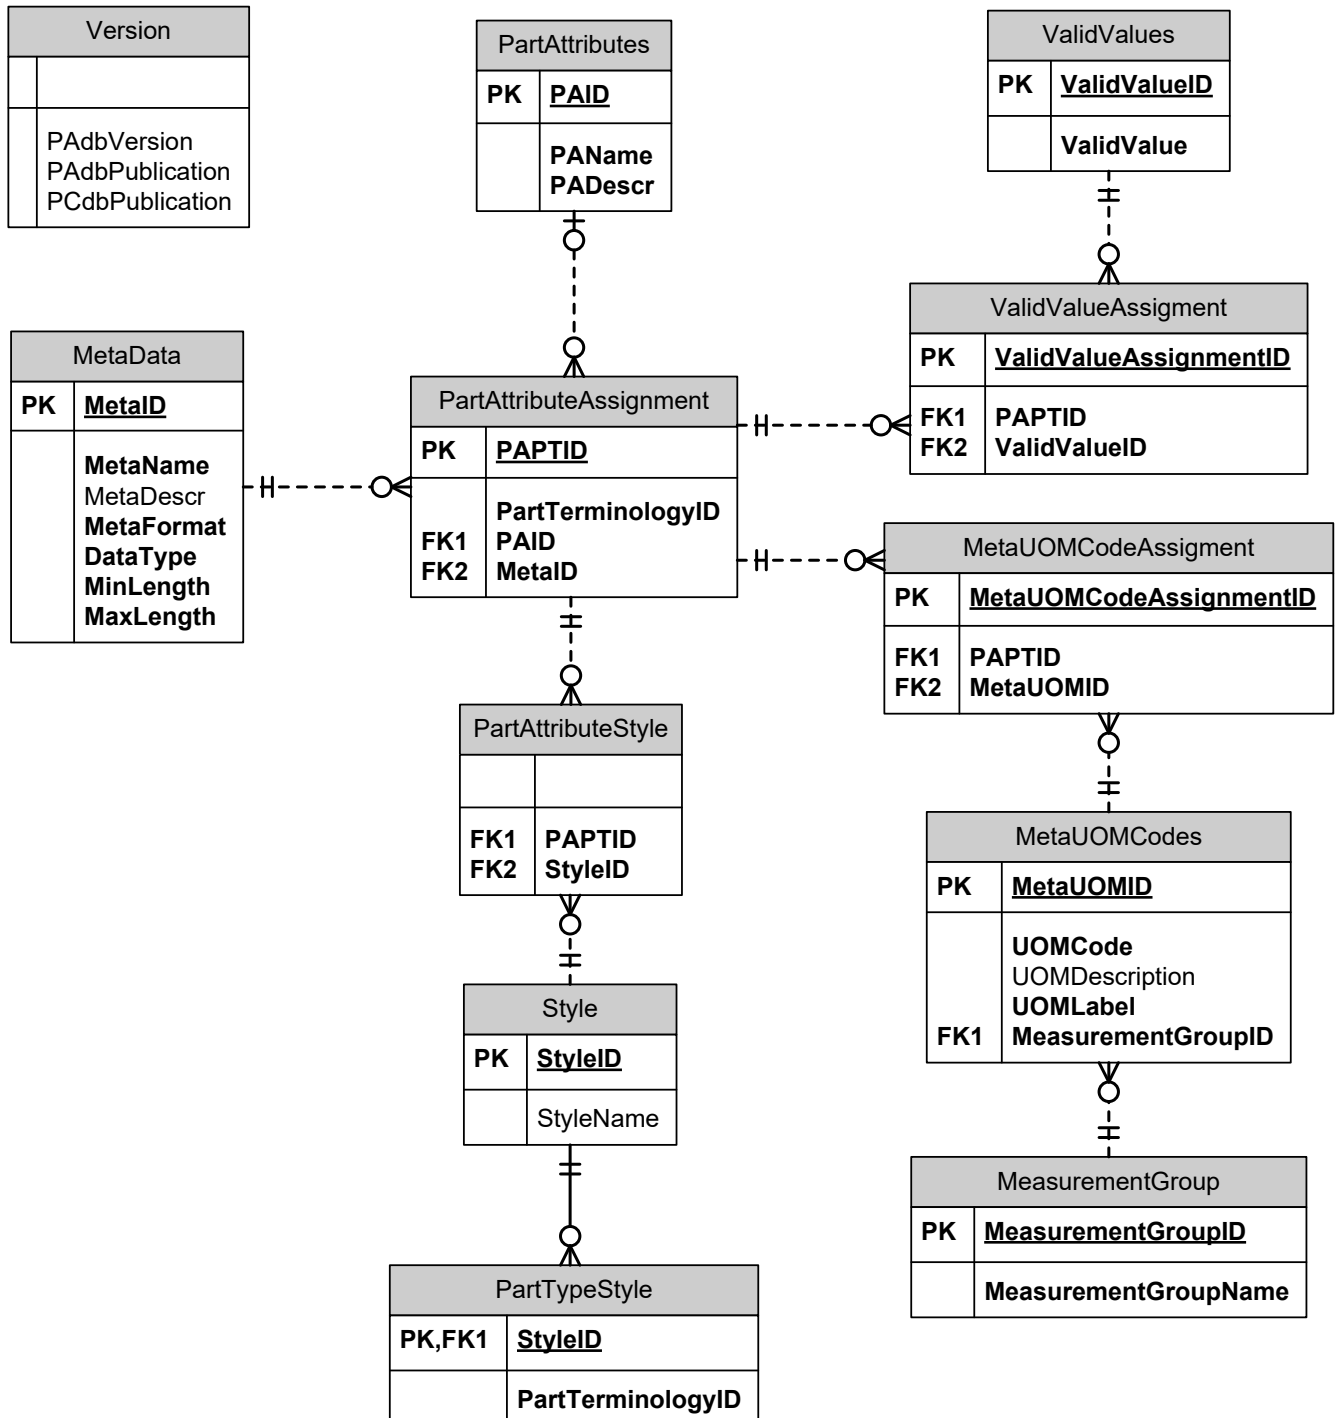 Version
PAdbVersion
PAdbPublication
PCdbPublication
PartAttributes
PK PAID
PAName
PADescr
ValidValues
PK ValidValueID
ValidValue
MetaData
PK MetaID
MetaName
MetaDescr
MetaFormat
DataType
MinLength
MaxLength
PartAttributeAssignment
PK PAPTID
PartTerminologyID
FK1 PAID
FK2 MetaID
ValidValueAssigment
PK ValidValueAssignmentID
FK1 PAPTID
FK2 ValidValueID
MetaUOMCodeAssigment
PK MetaUOMCodeAssignmentID
FK1 PAPTID
FK2 MetaUOMID
PartAttributeStyle
FK1 PAPTID
FK2 StyleID
MetaUOMCodes
PK MetaUOMID
UOMCode
UOMDescription
UOMLabel
FK1 MeasurementGroupID
Style
PK StyleID
StyleName
MeasurementGroup
PK MeasurementGroupID
MeasurementGroupName
PartTypeStyle
PK,FK1 StyleID
PartTerminologyID